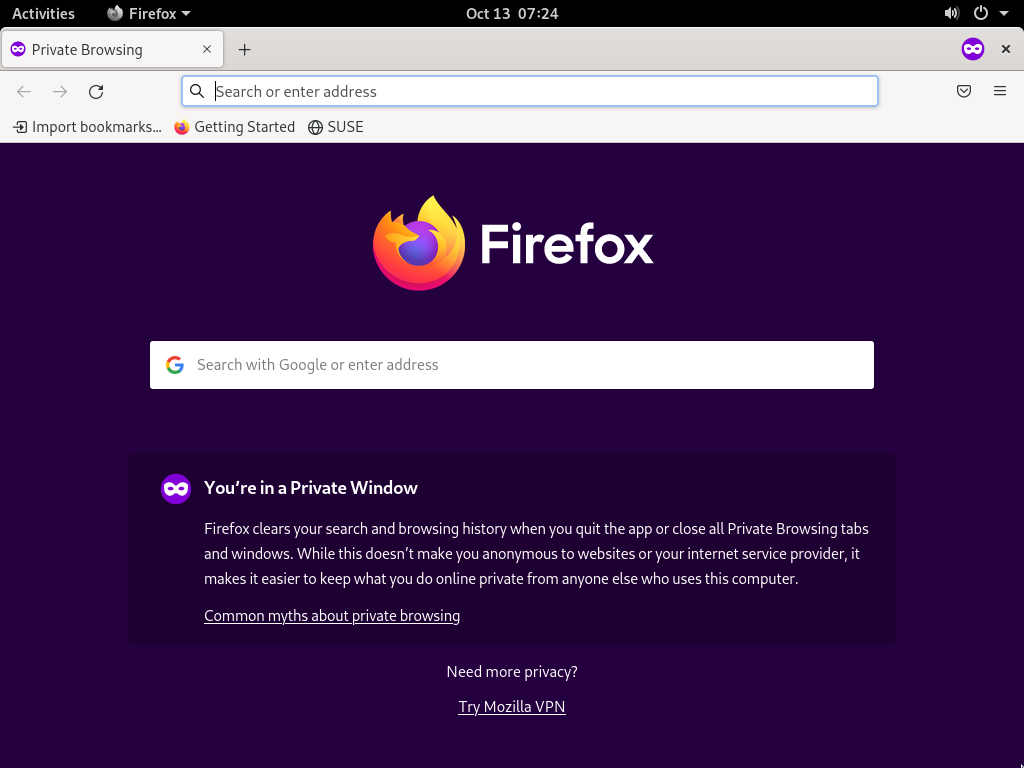 Activities Firefox Oct 13 07:24
Private Browsing
Search or enter address
Import bookmarks... Getting Started SUSE
Firefox
Search with Google or enter address
You're in a Private Window
Firefox clears your search and browsing history when you quit the app or close all Private Browsing tabs
and windows. While this doesn't make you anonymous to websites or your internet service provider, it
makes it easier to keep what you do online private from anyone else who uses this computer.
Common myths about private browsing
Need more privacy?
Try Mozilla VPN